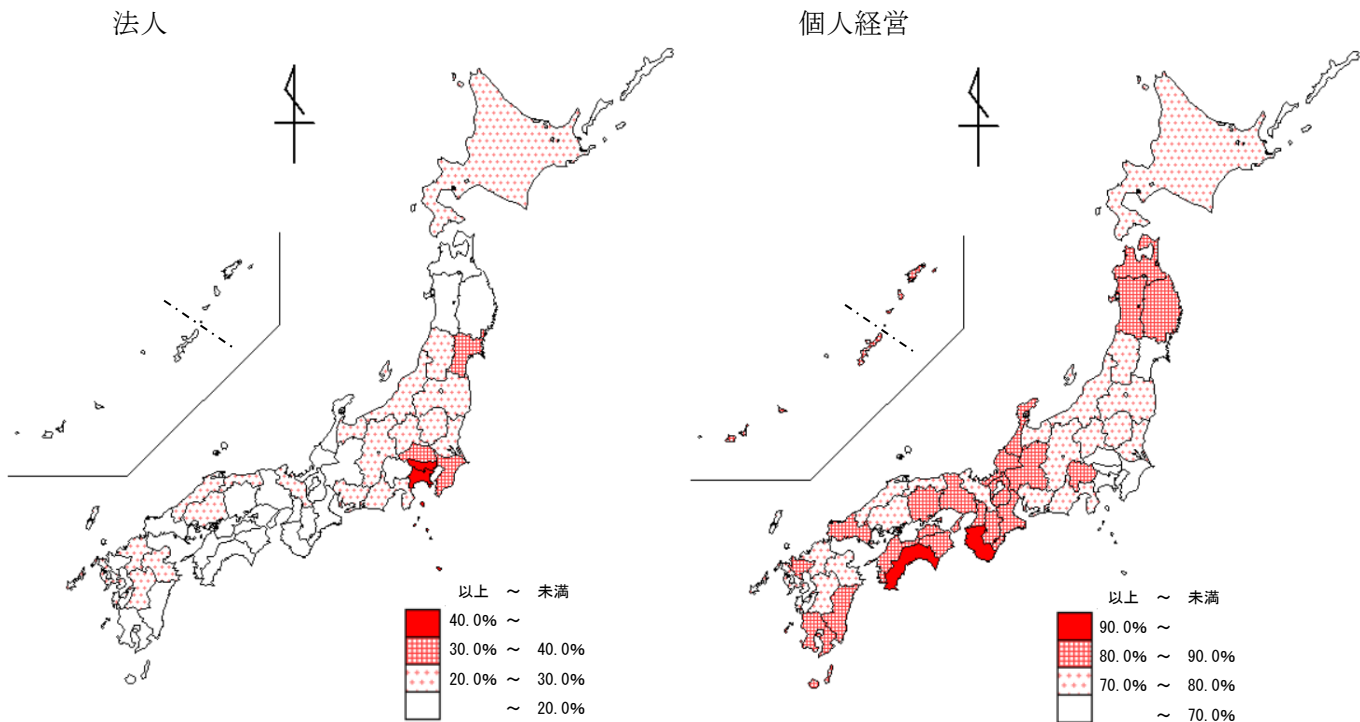 法人
個人経営
以上 ～ 未満
40.0% ～
30.0% ～ 40.0%
20.0% ～ 30.0%
～ 20.0%
以上 ～ 未満
90.0% ～
80.0% ～ 90.0%
70.0% ～ 80.0%
～ 70.0%